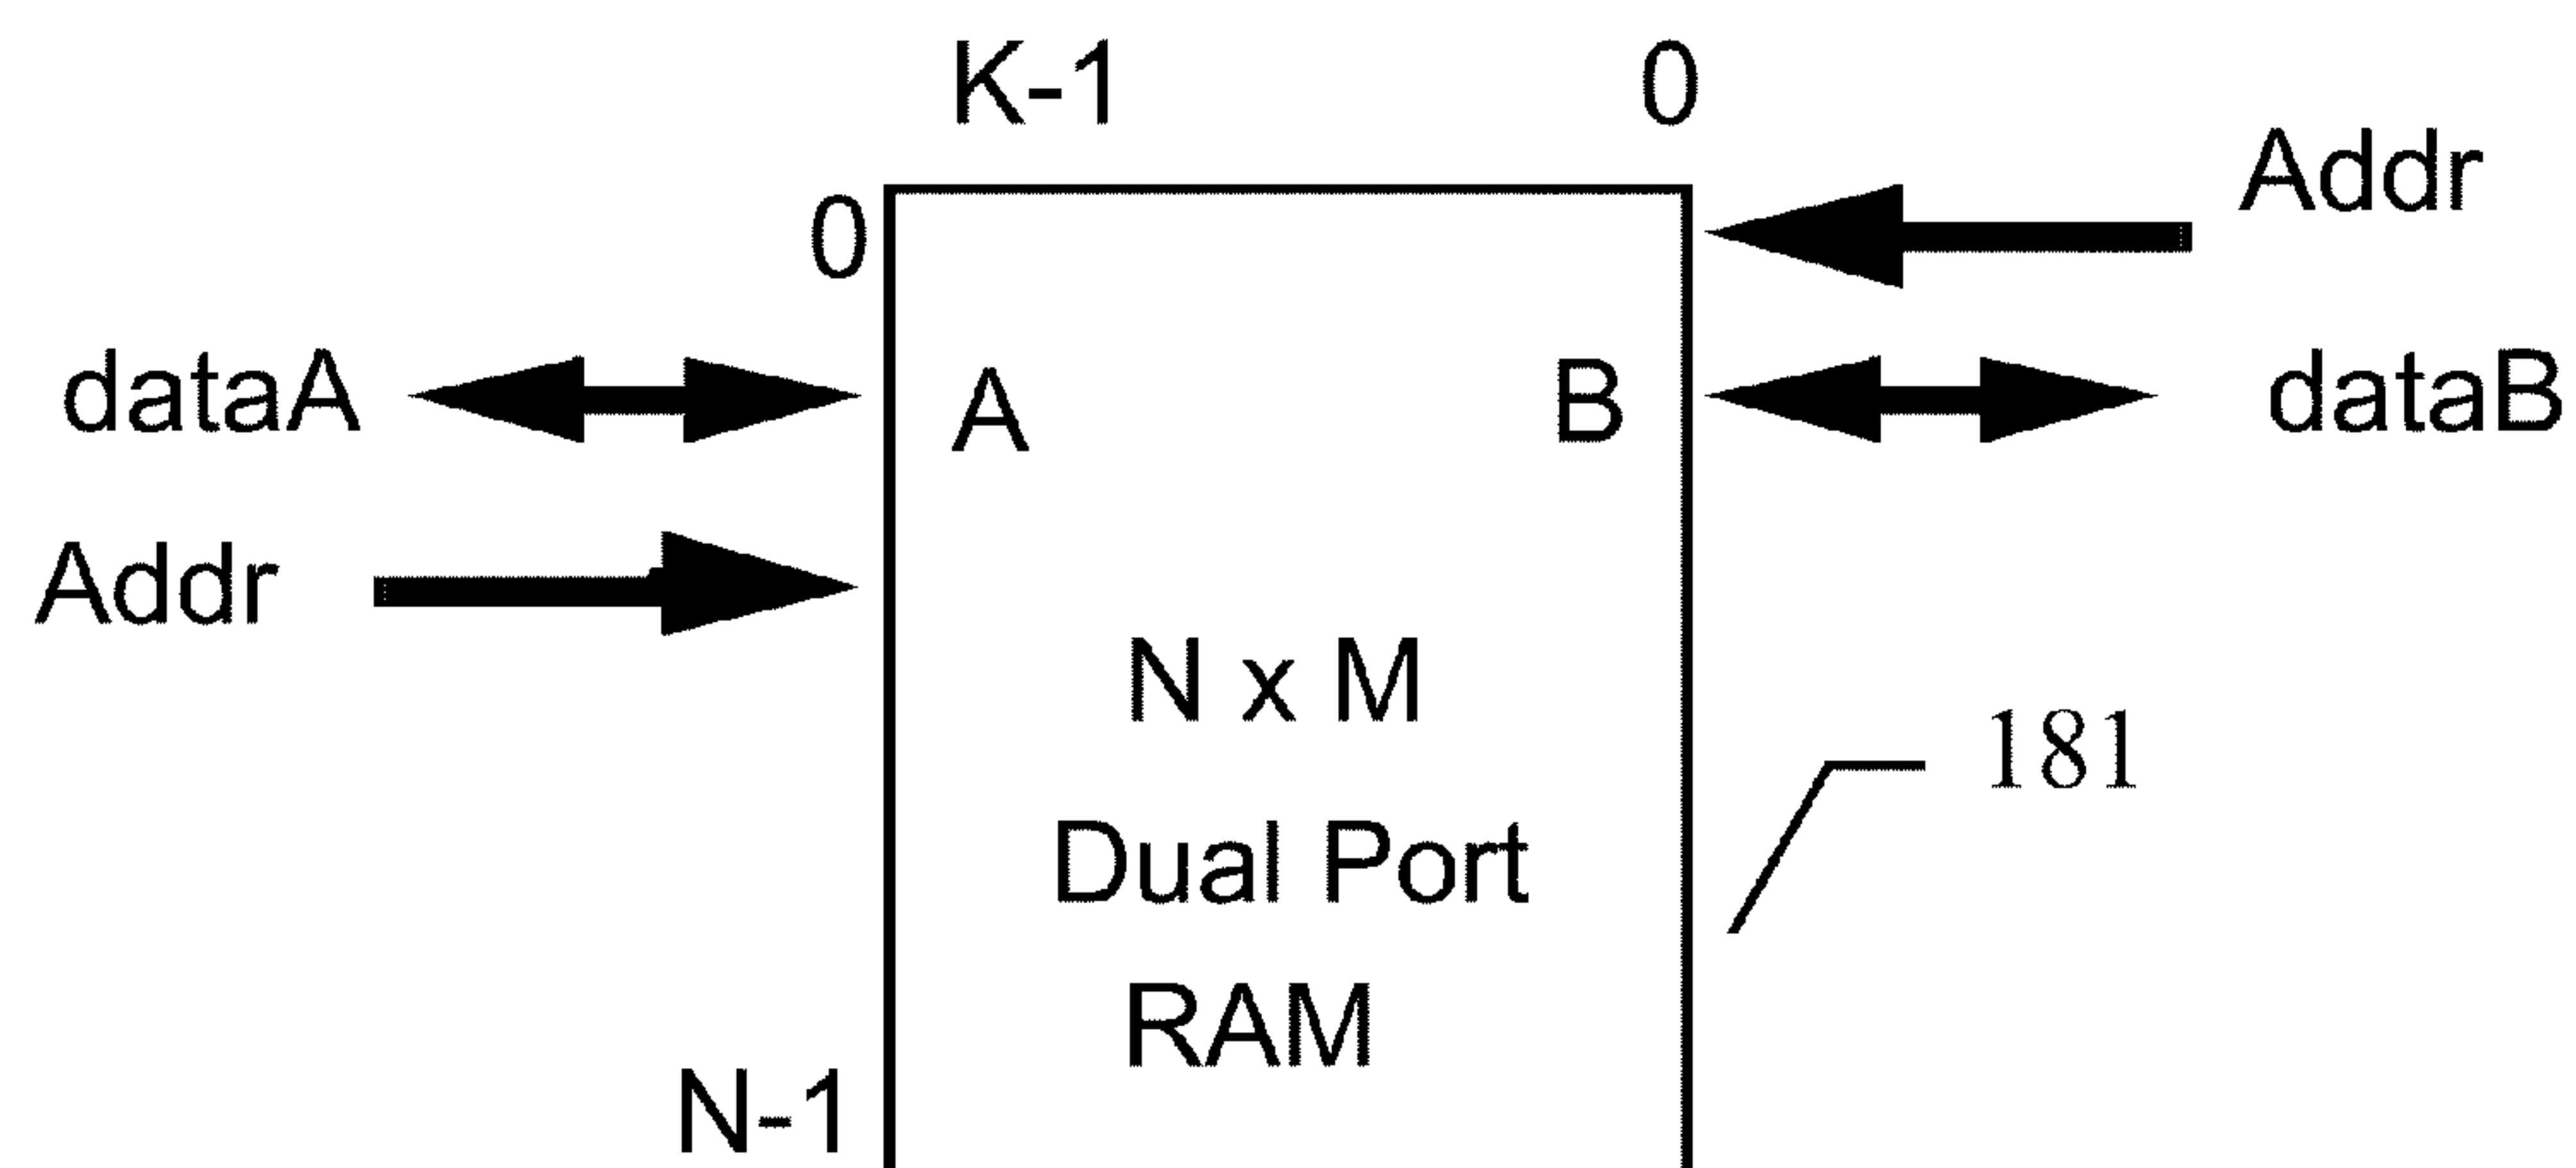 K-1 0
Addr
0
dataA A B dataB
Addr
N x M
181
Dual Port
RAM
N-1